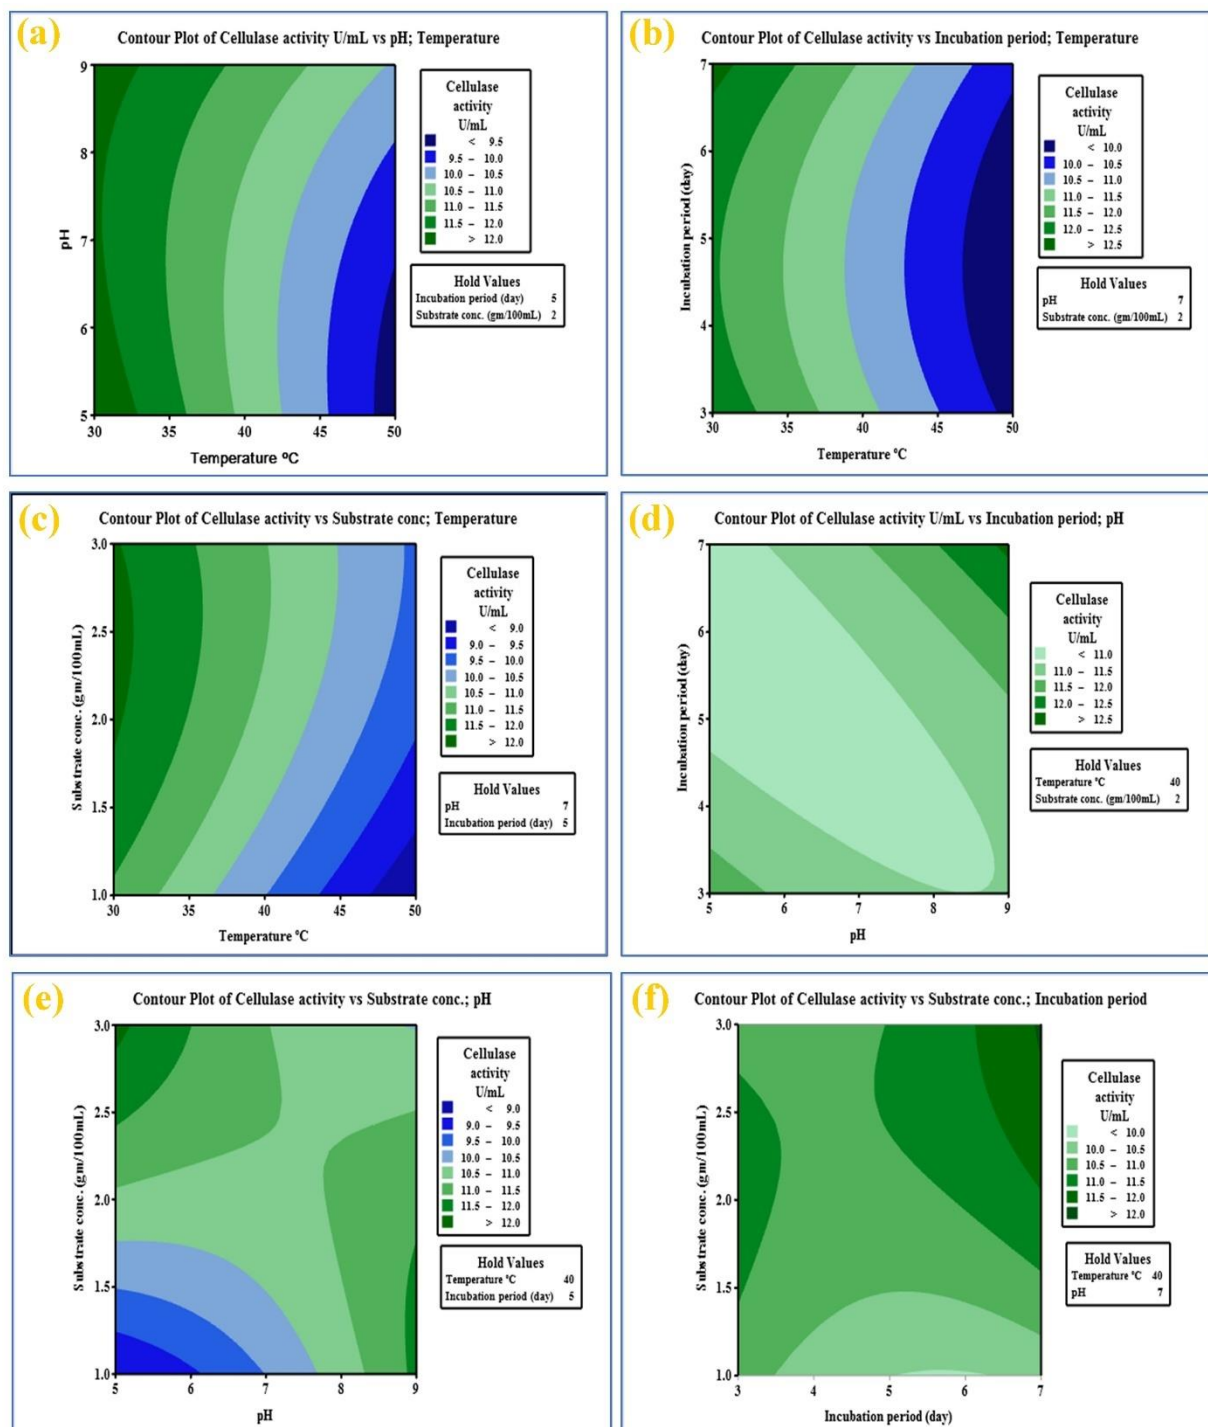 (a)
Contour Plot of Cellulase activity U/mL vs pH; Temperature
9
8
7
6
5
pH
30 35 40 45 50
Temperature ºC
Cellulase
activity
U/mL
< 9.5
9.5 – 10.0
10.0 – 10.5
10.5 – 11.0
11.0 – 11.5
11.5 – 12.0
> 12.0
Hold Values
Incubation period (day) 5
Substrate conc. (gm/100mL) 2
(b)
Contour Plot of Cellulase activity vs Incubation period; Temperature
7
6
5
4
3
Incubation period (day)
30 35 40 45 50
Temperature ºC
Cellulase
activity
U/mL
< 10.0
10.0 – 10.5
10.5 – 11.0
11.0 – 11.5
11.5 – 12.0
12.0 – 12.5
> 12.5
Hold Values
pH 7
Substrate conc. (gm/100mL) 2
(c)
Contour Plot of Cellulase activity vs Substrate conc; Temperature
3.0
2.5
2.0
1.5
1.0
Substrate conc. (gm/100mL)
30 35 40 45 50
Temperature ºC
Cellulase
activity
U/mL
< 9.0
9.0 – 9.5
9.5 – 10.0
10.0 – 10.5
10.5 – 11.0
11.0 – 11.5
11.5 – 12.0
> 12.0
Hold Values
pH 7
Incubation period (day) 5
(d)
Contour Plot of Cellulase activity U/mL vs Incubation period; pH
7
6
5
4
3
Incubation period (day)
5 6 7 8 9
pH
Cellulase
activity
U/mL
< 11.0
11.0 – 11.5
11.5 – 12.0
12.0 – 12.5
> 12.5
Hold Values
Temperature ºC 40
Substrate conc. (gm/100mL) 2
(e)
Contour Plot of Cellulase activity vs Substrate conc.; pH
3.0
2.5
2.0
1.5
1.0
Substrate conc. (gm/100mL)
5 6 7 8 9
pH
Cellulase
activity
U/mL
< 9.0
9.0 – 9.5
9.5 – 10.0
10.0 – 10.5
10.5 – 11.0
11.0 – 11.5
11.5 – 12.0
> 12.0
Hold Values
Temperature ºC 40
Incubation period (day) 5
(f)
Contour Plot of Cellulase activity vs Substrate conc.; Incubation period
3.0
2.5
2.0
1.5
1.0
Substrate conc. (gm/100mL)
3 4 5 6 7
Incubation period (day)
Cellulase
activity
U/mL
< 10.0
10.0 – 10.5
10.5 – 11.0
11.0 – 11.5
11.5 – 12.0
> 12.0
Hold Values
Temperature ºC 40
pH 7